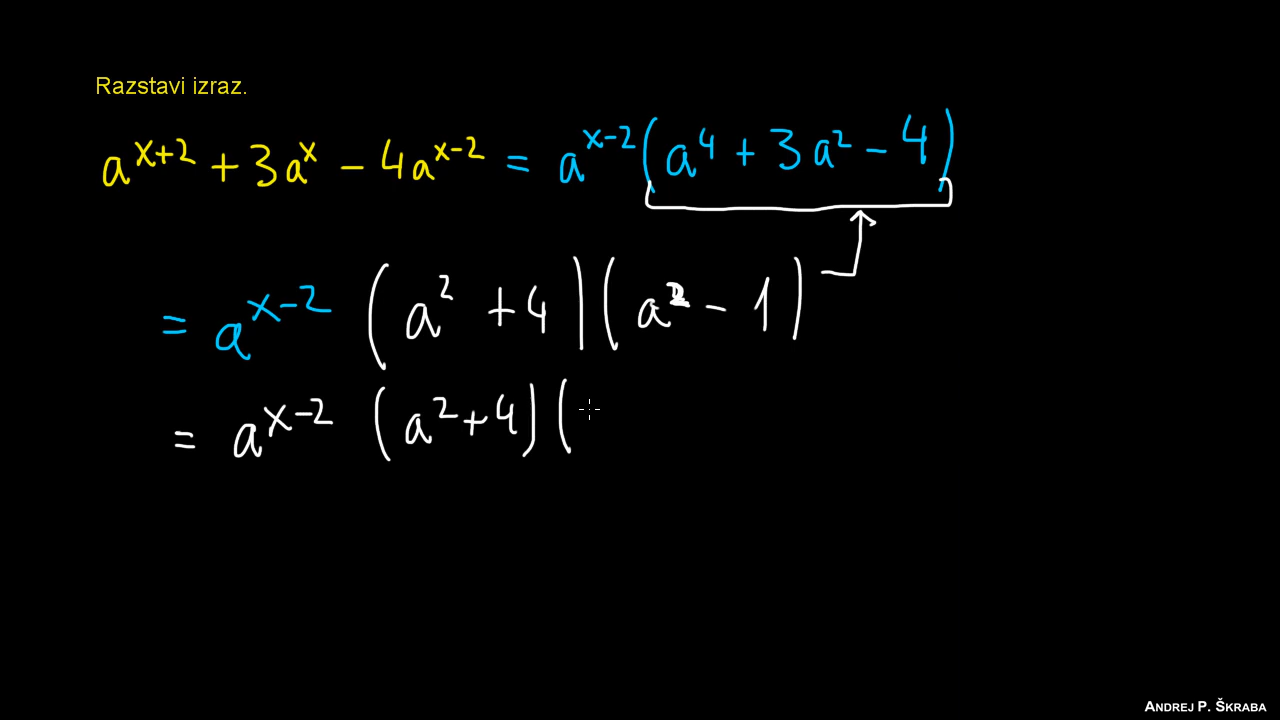 Razstavi izraz.
a^{x+2} + 3a^x - 4a^{x-2} = a^{x-2}(a^4 + 3a^2 - 4)
= a^{x-2} (a^2 + 4)(a^2 - 1)
= a^{x-2} (a^2 + 4)(
ANDREJ P. ŠKRABA